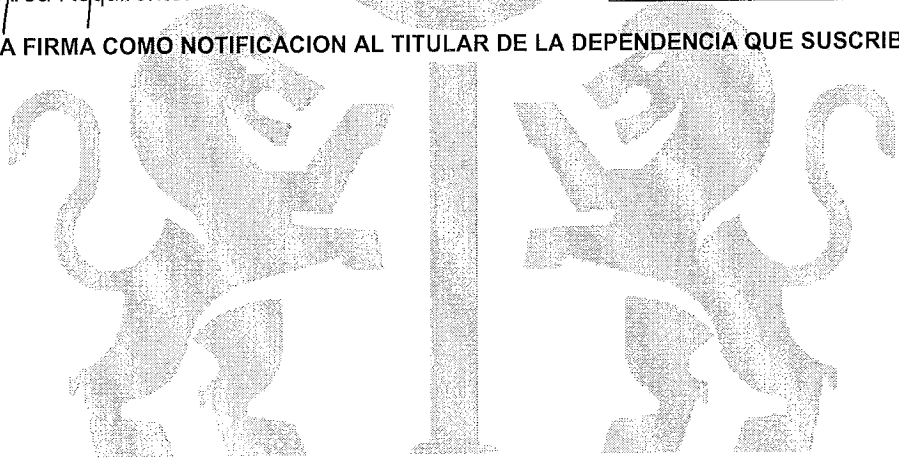 A FIRMA COMO NOTIFICACION AL TITULAR DE LA DEPENDENCIA QUE SUSCRIB